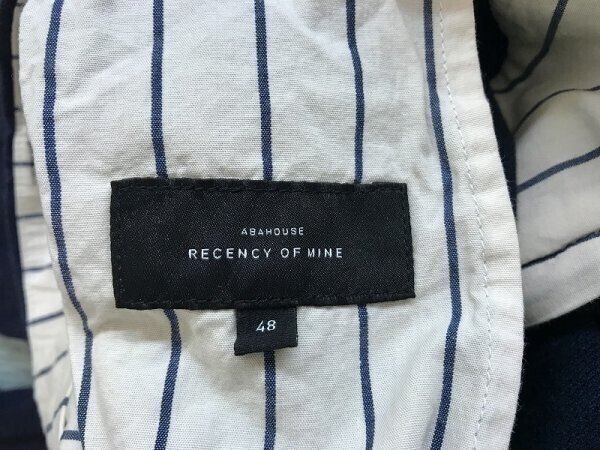 ABAHOUSE
RECENCY OF MINE
48